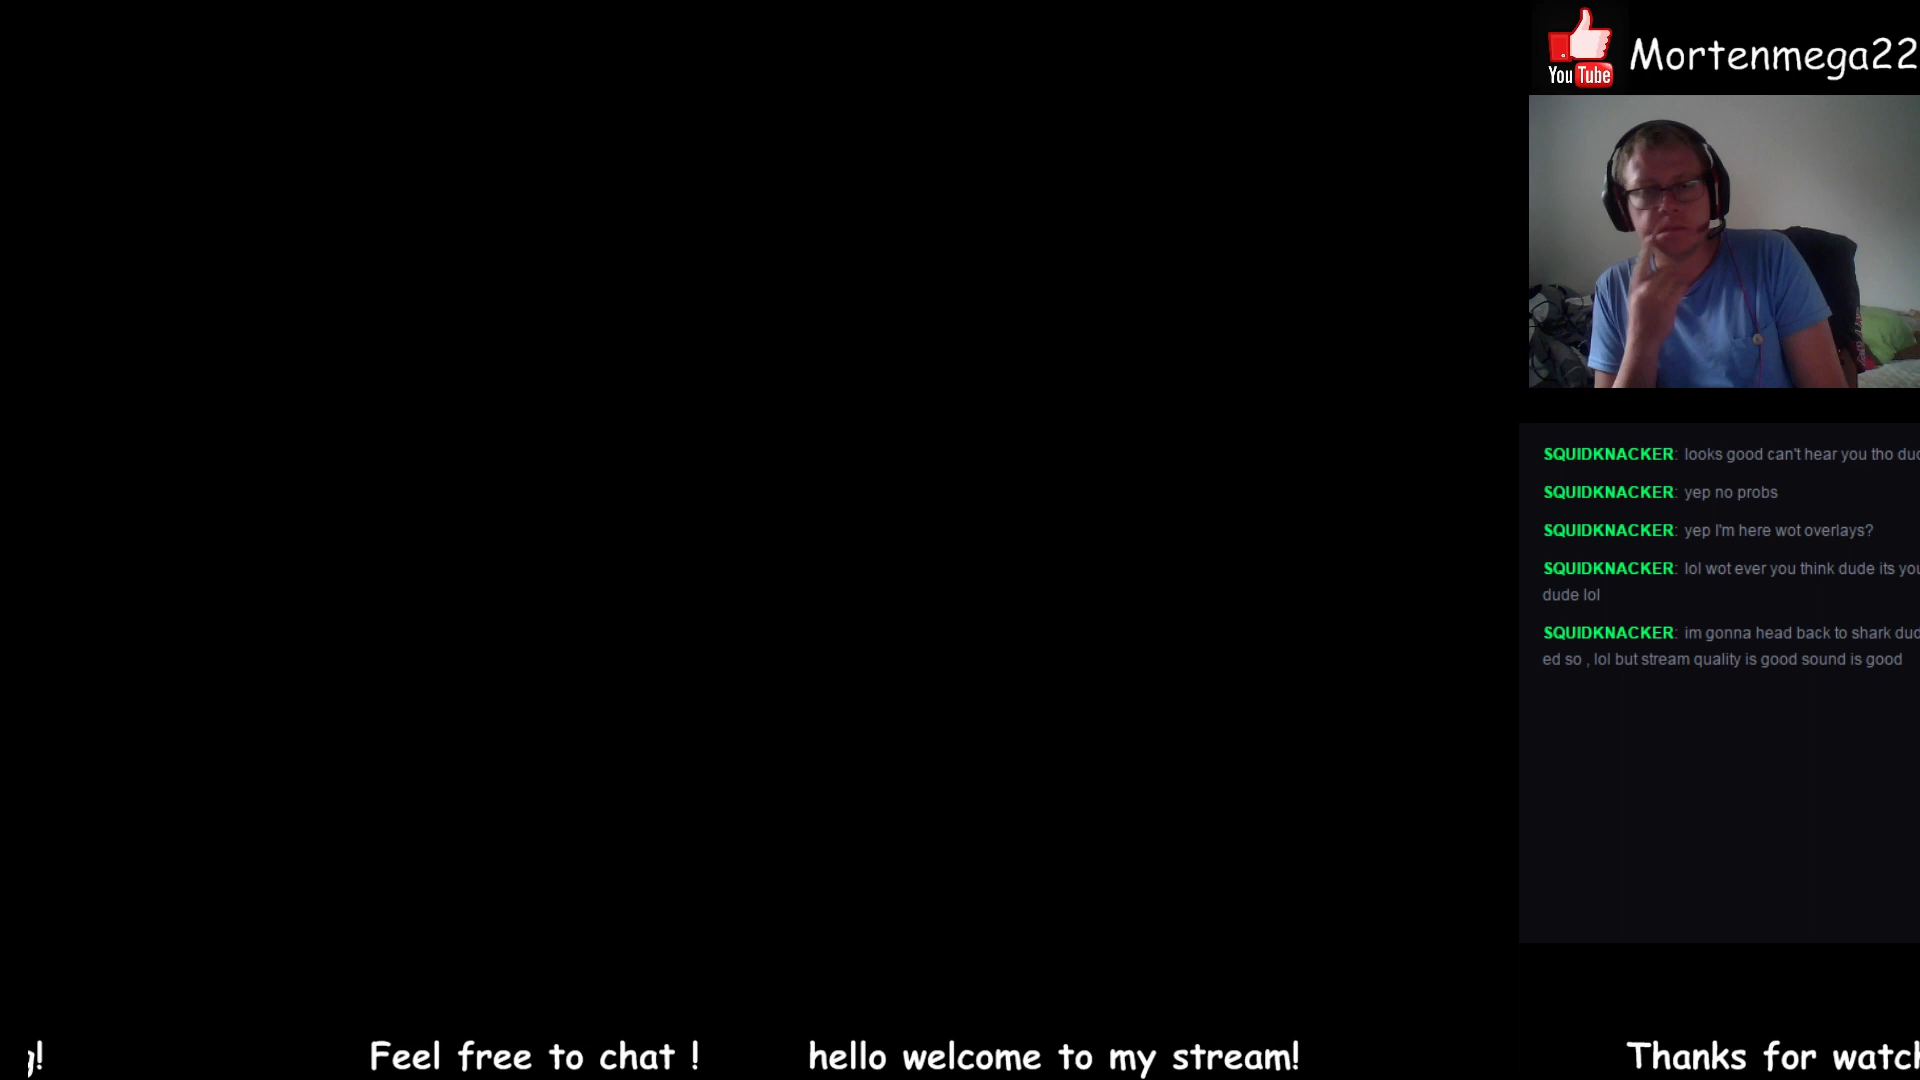 You Tube
Mortenmega22
SQUIDKNACKER: looks good can't hear you tho
SQUIDKNACKER: yep no probs
SQUIDKNACKER: yep I'm here wot overlays?
SQUIDKNACKER: lol wot ever you think dude its
dude lol
SQUIDKNACKER: im gonna head back to shark
ed so , lol but stream quality is good sound is good
! Feel free to chat ! hello welcome to my stream! Thanks for